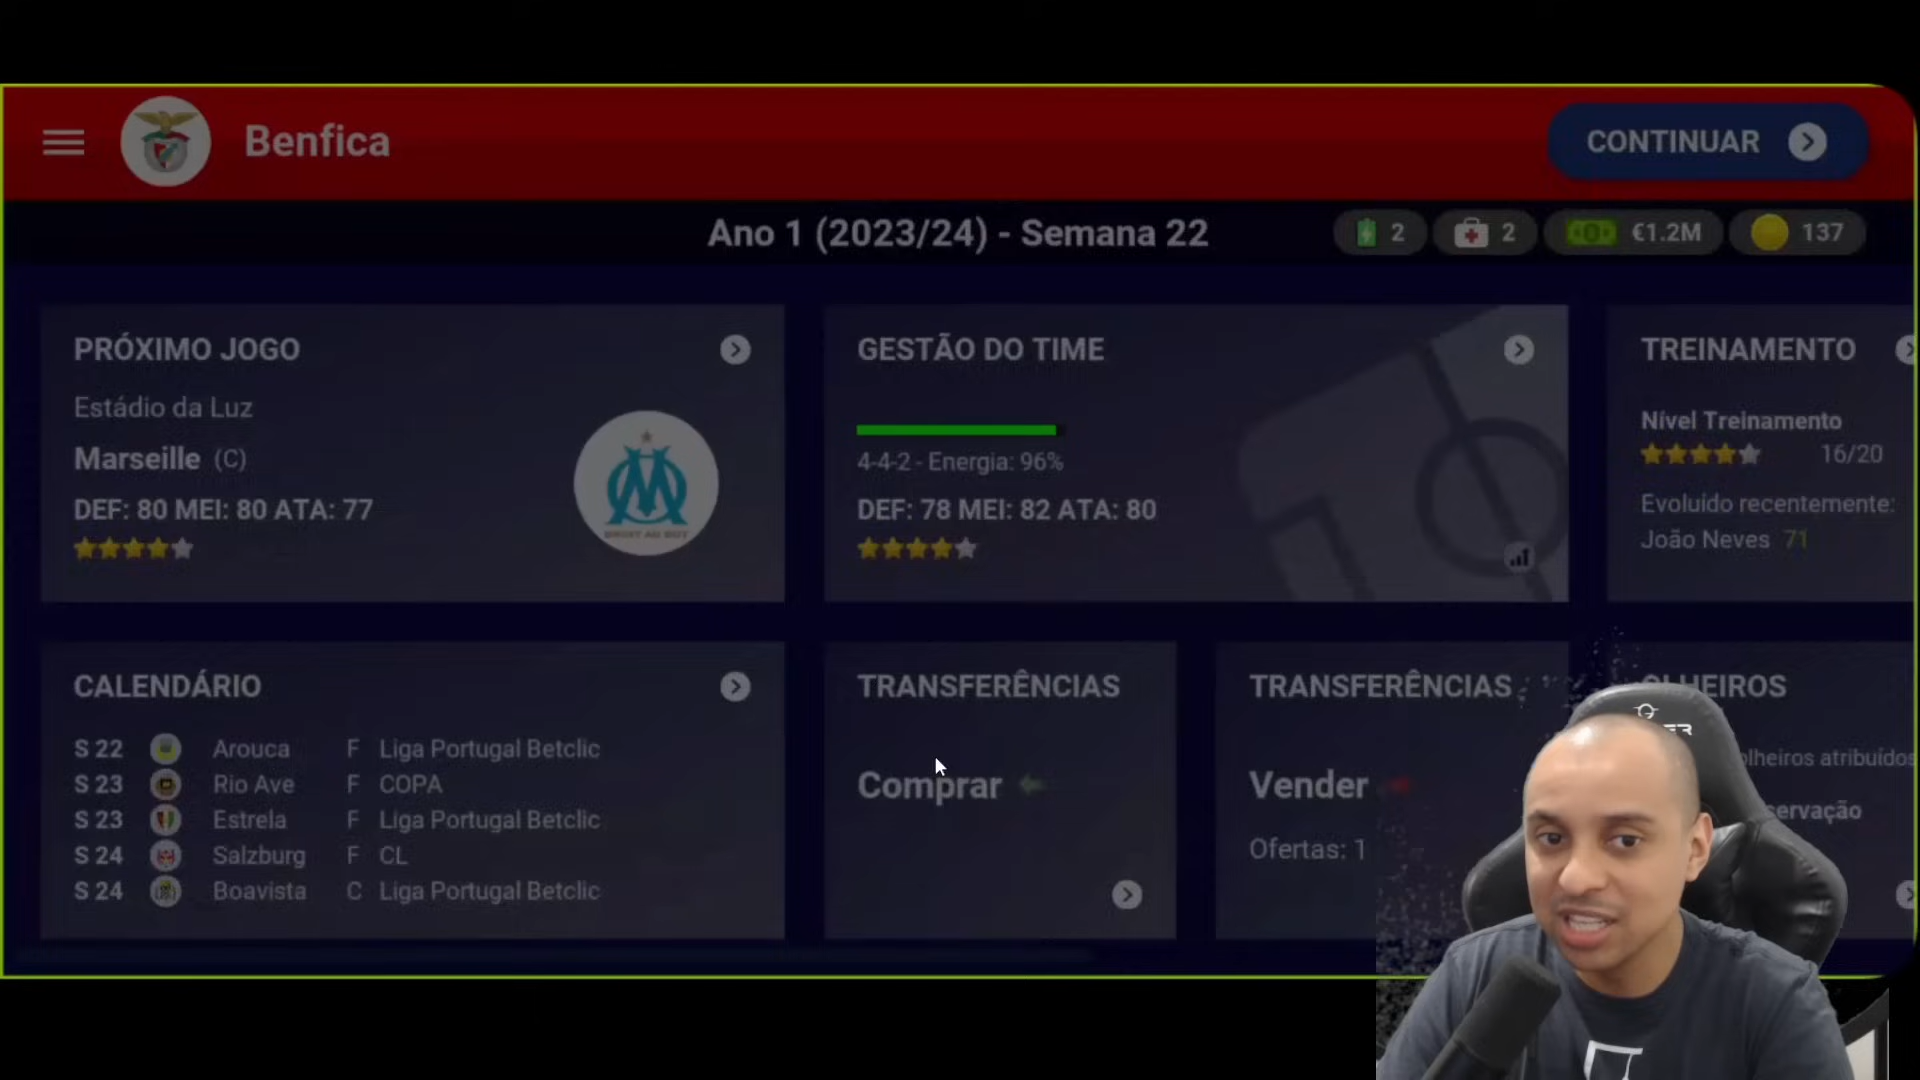 Benfica
CONTINUAR
Ano 1 (2023/24) - Semana 22
2
2
€1.2M
137
PRÓXIMO JOGO
Estádio da Luz
Marseille (C)
DEF: 80 MEI: 80 ATA: 77
GESTÃO DO TIME
4-4-2 - Energia: 96%
DEF: 78 MEI: 82 ATA: 80
TREINAMENTO
Nível Treinamento
16/20
Evoluído recentemente:
João Neves 71
CALENDÁRIO
S 22 Arouca F Liga Portugal Betclic
S 23 Rio Ave F COPA
S 23 Estrela F Liga Portugal Betclic
S 24 Salzburg F CL
S 24 Boavista C Liga Portugal Betclic
TRANSFERÊNCIAS
Comprar
TRANSFERÊNCIAS
Vender
Ofertas: 1
LHEIROS
lheiros atribuídos
servação